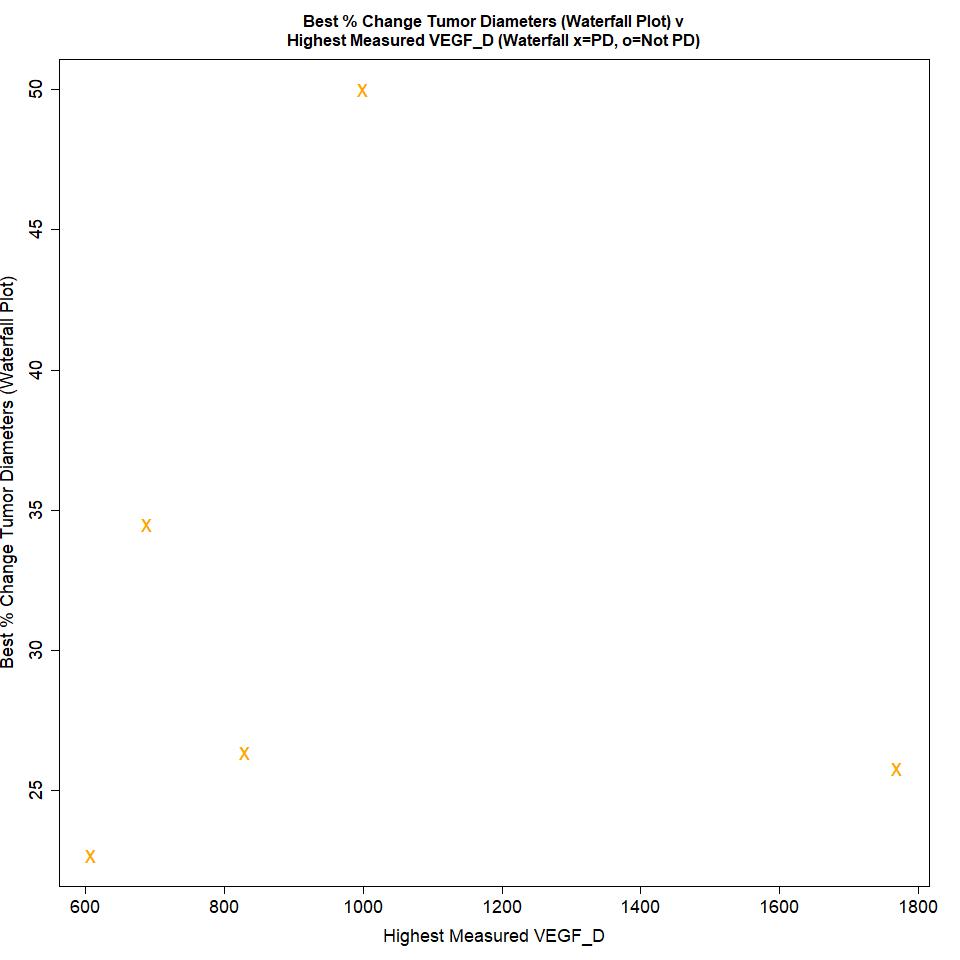 Best % Change Tumor Diameters (Waterfall Plot) v
Highest Measured VEGF_D (Waterfall x=PD, o=Not PD)
Best % Change Tumor Diameters (Waterfall Plot)
50
45
40
35
30
25
X
X
X
X
X
600 800 1000 1200 1400 1600 1800
Highest Measured VEGF_D